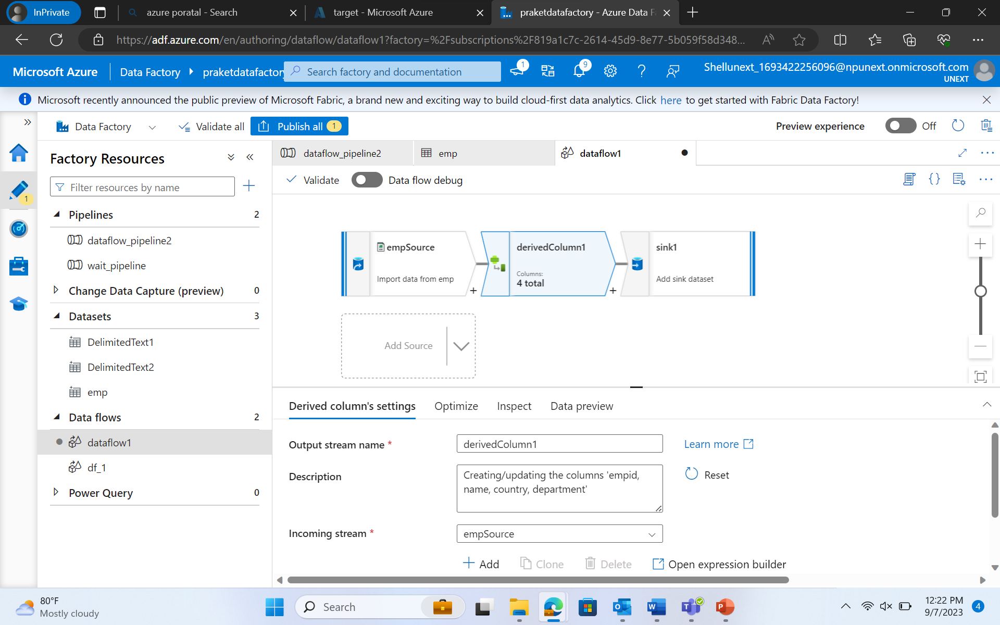 InPrivate
azure poratal - Search
target - Microsoft Azure
praketdatafactory - Azure Data F
https://adf.azure.com/en/authoring/dataflow/dataflow1?factory=%2Fsubscriptions%2F819a1c7c-2614-45d9-8e77-5b059f58d348...
Microsoft Azure
Data Factory
praketdatafactory
Search factory and documentation
1
9
Shellunext_1693422256096@npunext.onmicrosoft.com
UNEXT
Microsoft recently announced the public preview of Microsoft Fabric, a brand new and exciting way to build cloud-first data analytics. Click here to get started with Fabric Data Factory!
Data Factory
Validate all
Publish all 1
Preview experience
Off
Factory Resources
Filter resources by name
1
Pipelines 2
dataflow_pipeline2
wait_pipeline
Change Data Capture (preview) 0
Datasets 3
DelimitedText1
DelimitedText2
emp
Data flows 2
dataflow1
df_1
Power Query 0
dataflow_pipeline2
emp
dataflow1
Validate
Data flow debug
empSource
Import data from emp
derivedColumn1
Columns:
4 total
sink1
Add sink dataset
Add Source
Derived column's settings
Optimize
Inspect
Data preview
Output stream name *
derivedColumn1
Learn more
Description
Creating/updating the columns 'empid,
name, country, department'
Reset
Incoming stream *
empSource
Add
Clone
Delete
Open expression builder
80°F
Mostly cloudy
Search
12:22 PM
9/7/2023
4